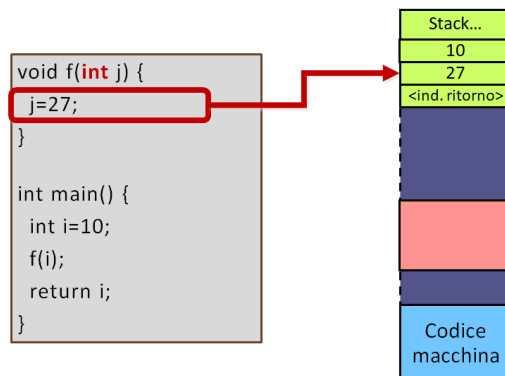 void f(int j) {
j=27;
}
int main() {
int i=10;
f(i);
return i;
}
Stack...
10
27
<ind. ritorno>
Codice
macchina